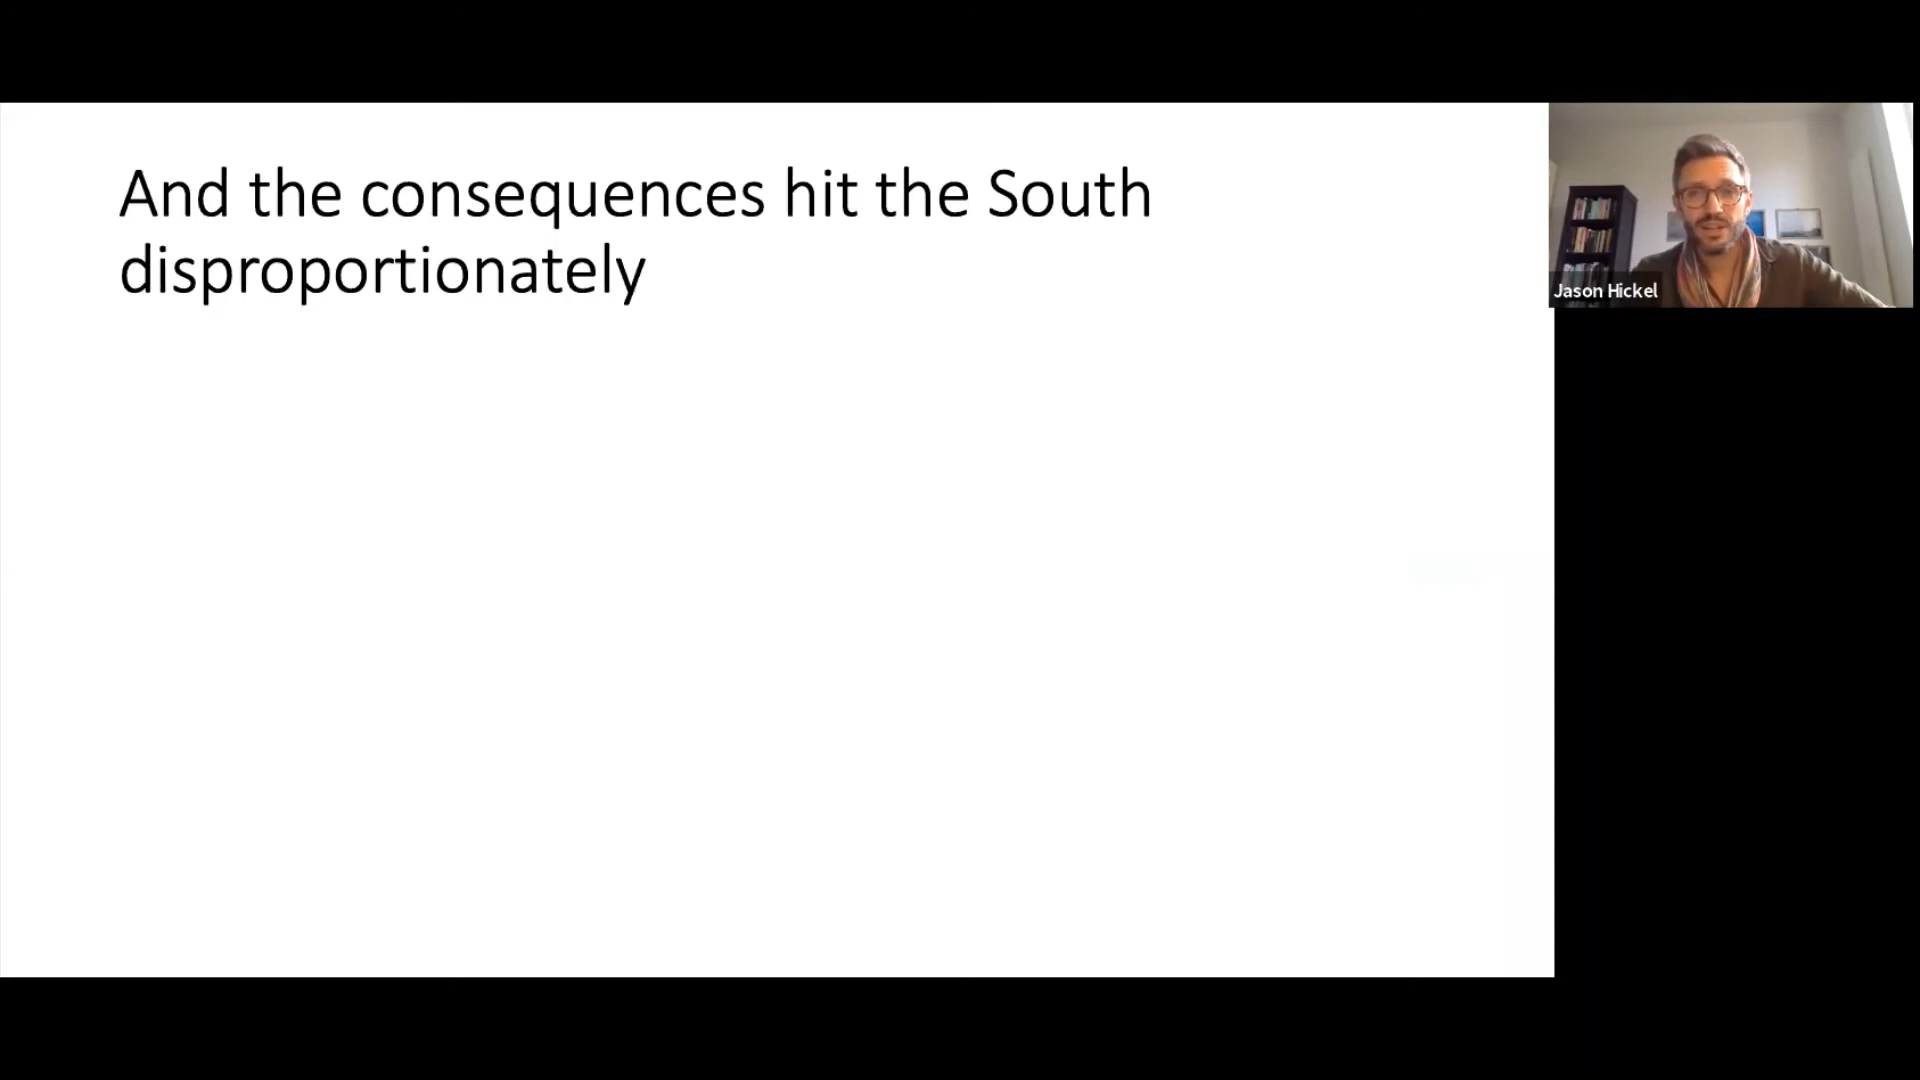 And the consequences hit the South
disproportionately
Jason Hickel